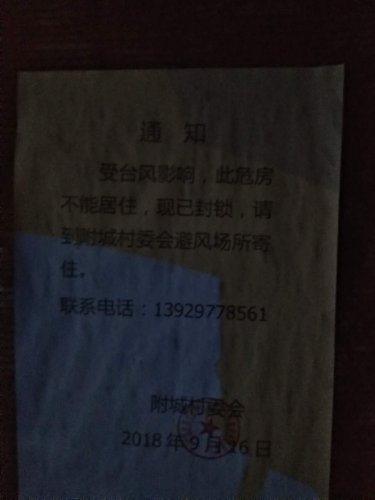 通 知
受台风影响，此危房
不能居住，现已封锁，请
到附城村委会避风场所寄
住。
联系电话：13929778561
附城村委会
2018年9月16日